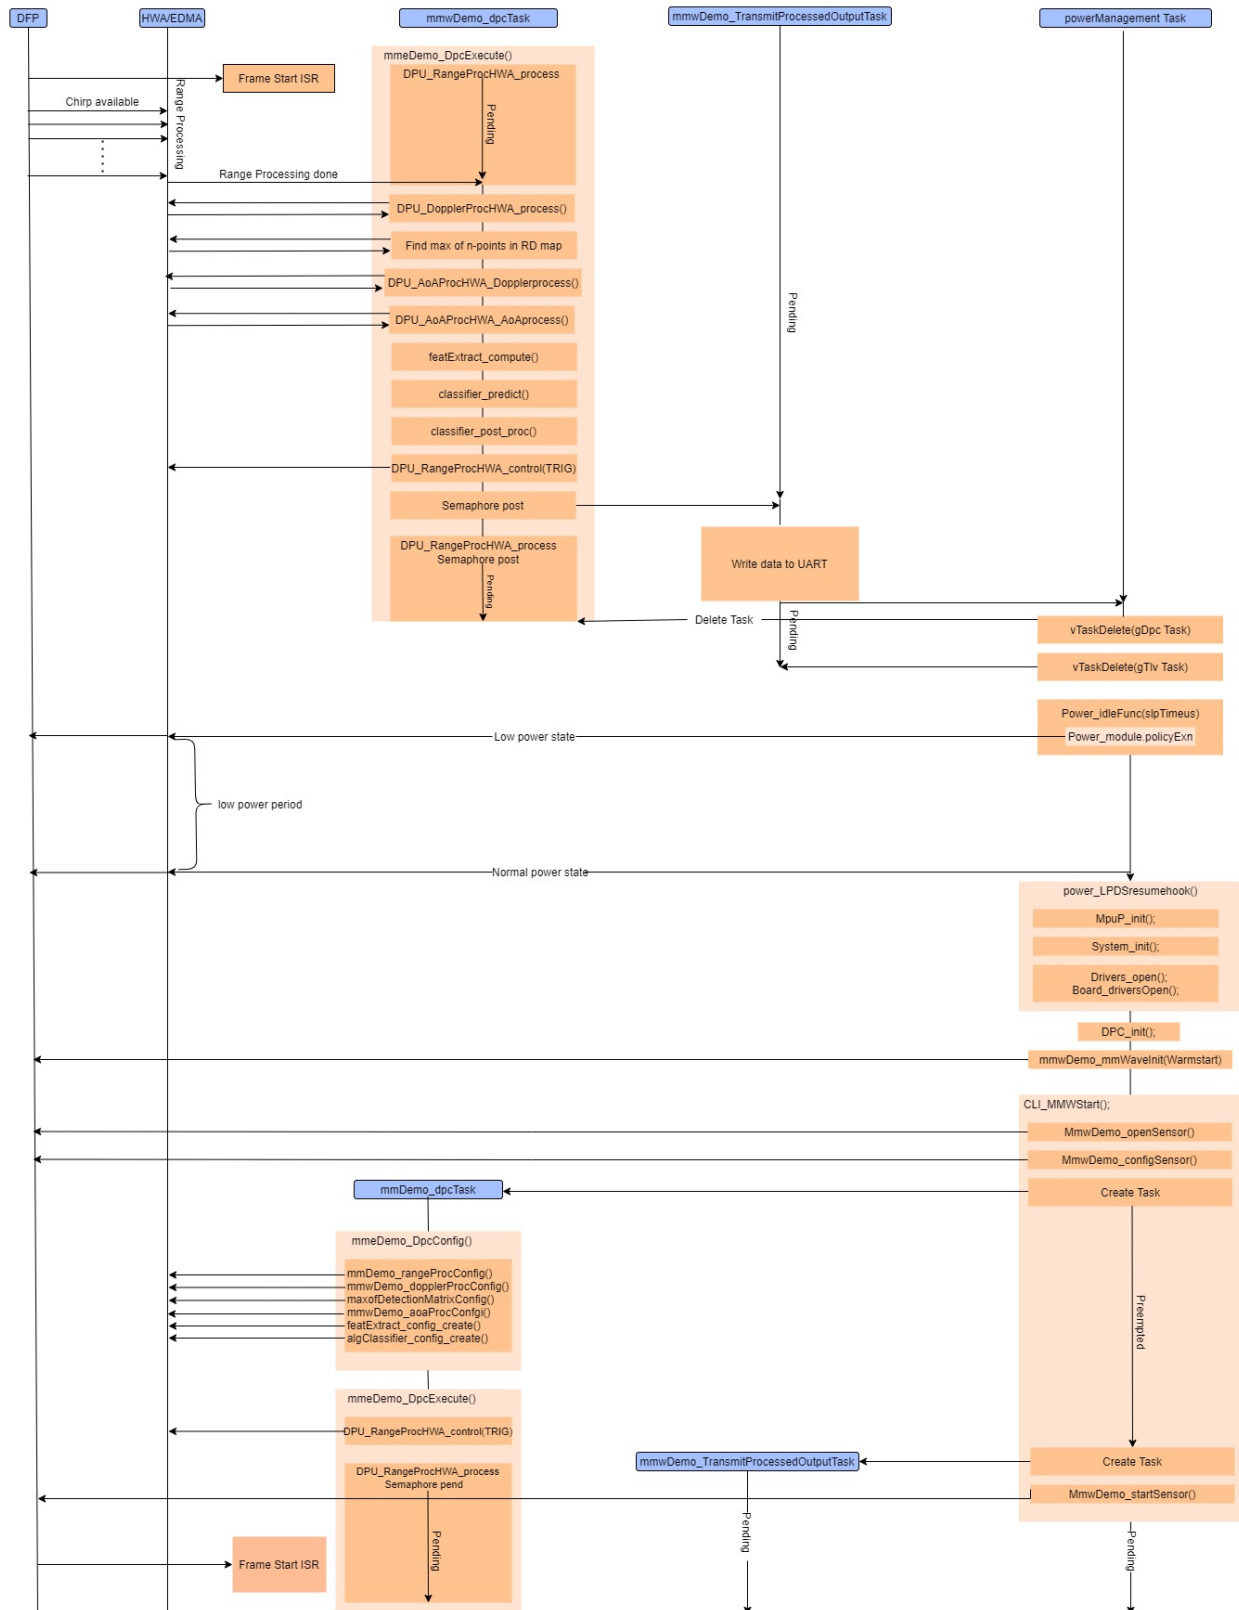 DFP
HWA/EDMA
mmwDemo_dpcTask
mmwDemo_TransmitProcessedOutputTask
powerManagement Task
mmeDemo_DpcExecute()
DPU_RangeProcHWA_process
Frame Start ISR
Chirp available
Range Processing
Pending
Range Processing done
DPU_DopplerProcHWA_process()
Find max of n-points in RD map
DPU_AoAProcHWA_Dopplerprocess()
DPU_AoAProcHWA_AoAprocess()
Pending
featExtract_compute()
classifier_predict()
classifier_post_proc()
DPU_RangeProcHWA_control(TRIG)
Semaphore post
DPU_RangeProcHWA_process
Semaphore post
Pending
Write data to UART
Delete Task
Pending
vTaskDelete(gDpc Task)
vTaskDelete(gTlv Task)
Power_idleFunc(slpTimeus)
Power_module.policyExn
Low power state
low power period
Normal power state
power_LPDSresumehook()
MpuP_init();
System_init();
Drivers_open();
Board_driversOpen();
DPC_init();
mmwDemo_mmWaveInit(Warmstart)
CLI_MMWStart();
MmwDemo_openSensor()
MmwDemo_configSensor()
mmDemo_dpcTask
Create Task
mmeDemo_DpcConfig()
mmDemo_rangeProcConfig()
mmwDemo_dopplerProcConfig()
maxofDetectionMatrixConfig()
mmwDemo_aoaProcConfgi()
featExtract_config_create()
algClassifier_config_create()
Preempted
mmeDemo_DpcExecute()
DPU_RangeProcHWA_control(TRIG)
mmwDemo_TransmitProcessedOutputTask
Create Task
DPU_RangeProcHWA_process
Semaphore pend
MmwDemo_startSensor()
Frame Start ISR
Pending
Pending
Pending